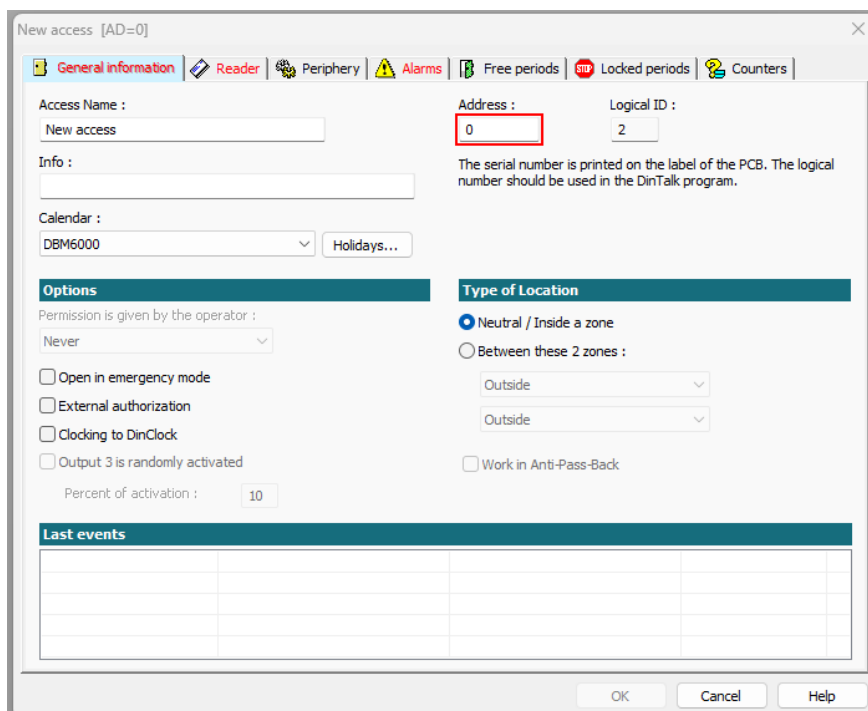 New access [AD=0]
General information Reader Periphery Alarms Free periods STOP Locked periods Counters
Access Name : Address : Logical ID :
New access 0 2
Info : The serial number is printed on the label of the PCB. The logical
number should be used in the DinTalk program.
Calendar :
DBM6000 Holidays...
Options Type of Location
Permission is given by the operator : Neutral / Inside a zone
Never Between these 2 zones :
Open in emergency mode Outside
External authorization Outside
Clocking to DinClock
Output 3 is randomly activated Work in Anti-Pass-Back
Percent of activation : 10
Last events
OK Cancel Help